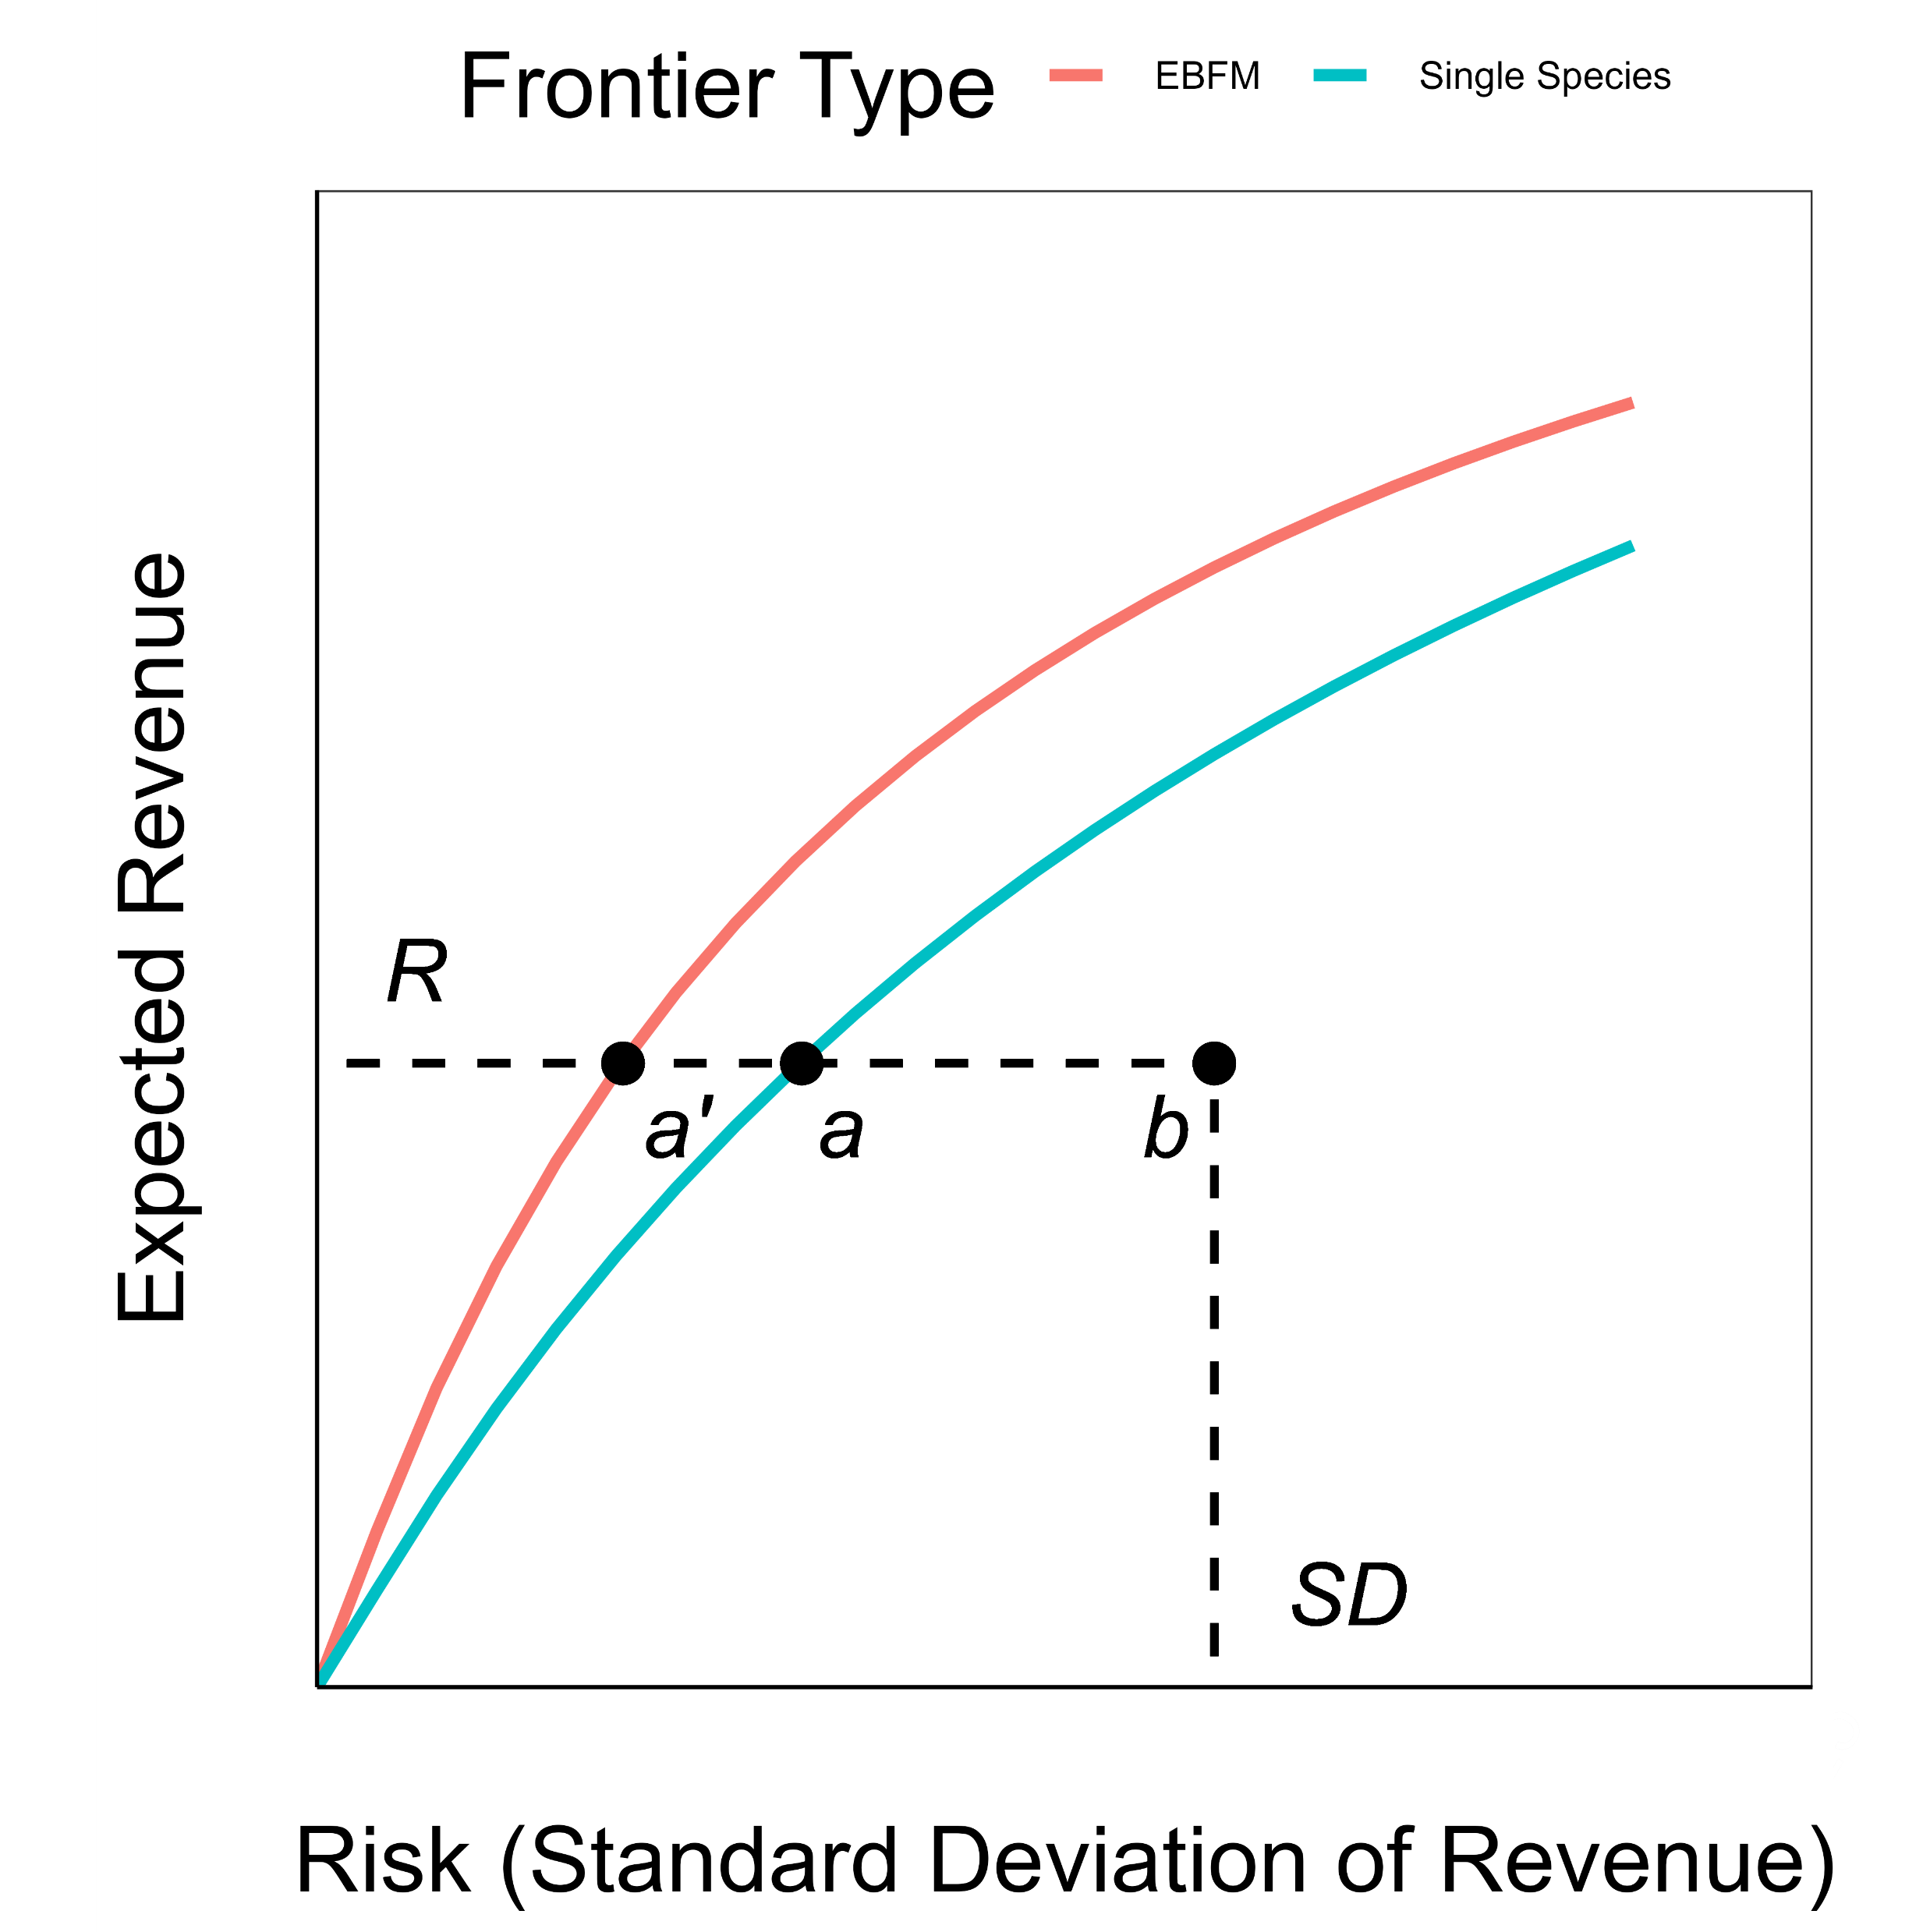 Frontier Type EBFM Single Species
Expected Revenue
R
a' a b
SD
Risk (Standard Deviation of Revenue)